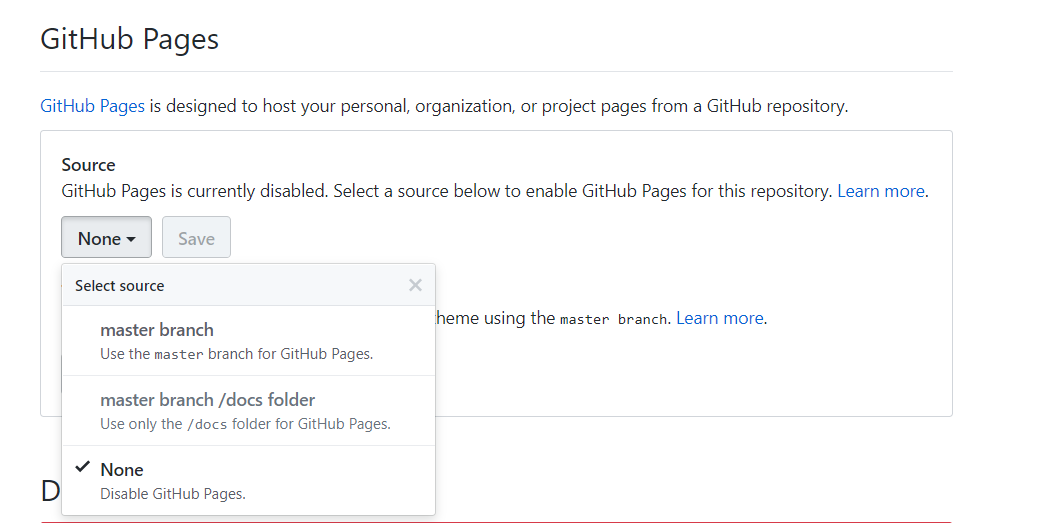 GitHub Pages
GitHub Pages is designed to host your personal, organization, or project pages from a GitHub repository.
Source
GitHub Pages is currently disabled. Select a source below to enable GitHub Pages for this repository. Learn more.
None
Save
Select source
heme using the master branch. Learn more.
master branch
Use the master branch for GitHub Pages.
master branch /docs folder
Use only the /docs folder for GitHub Pages.
None
Disable GitHub Pages.
D